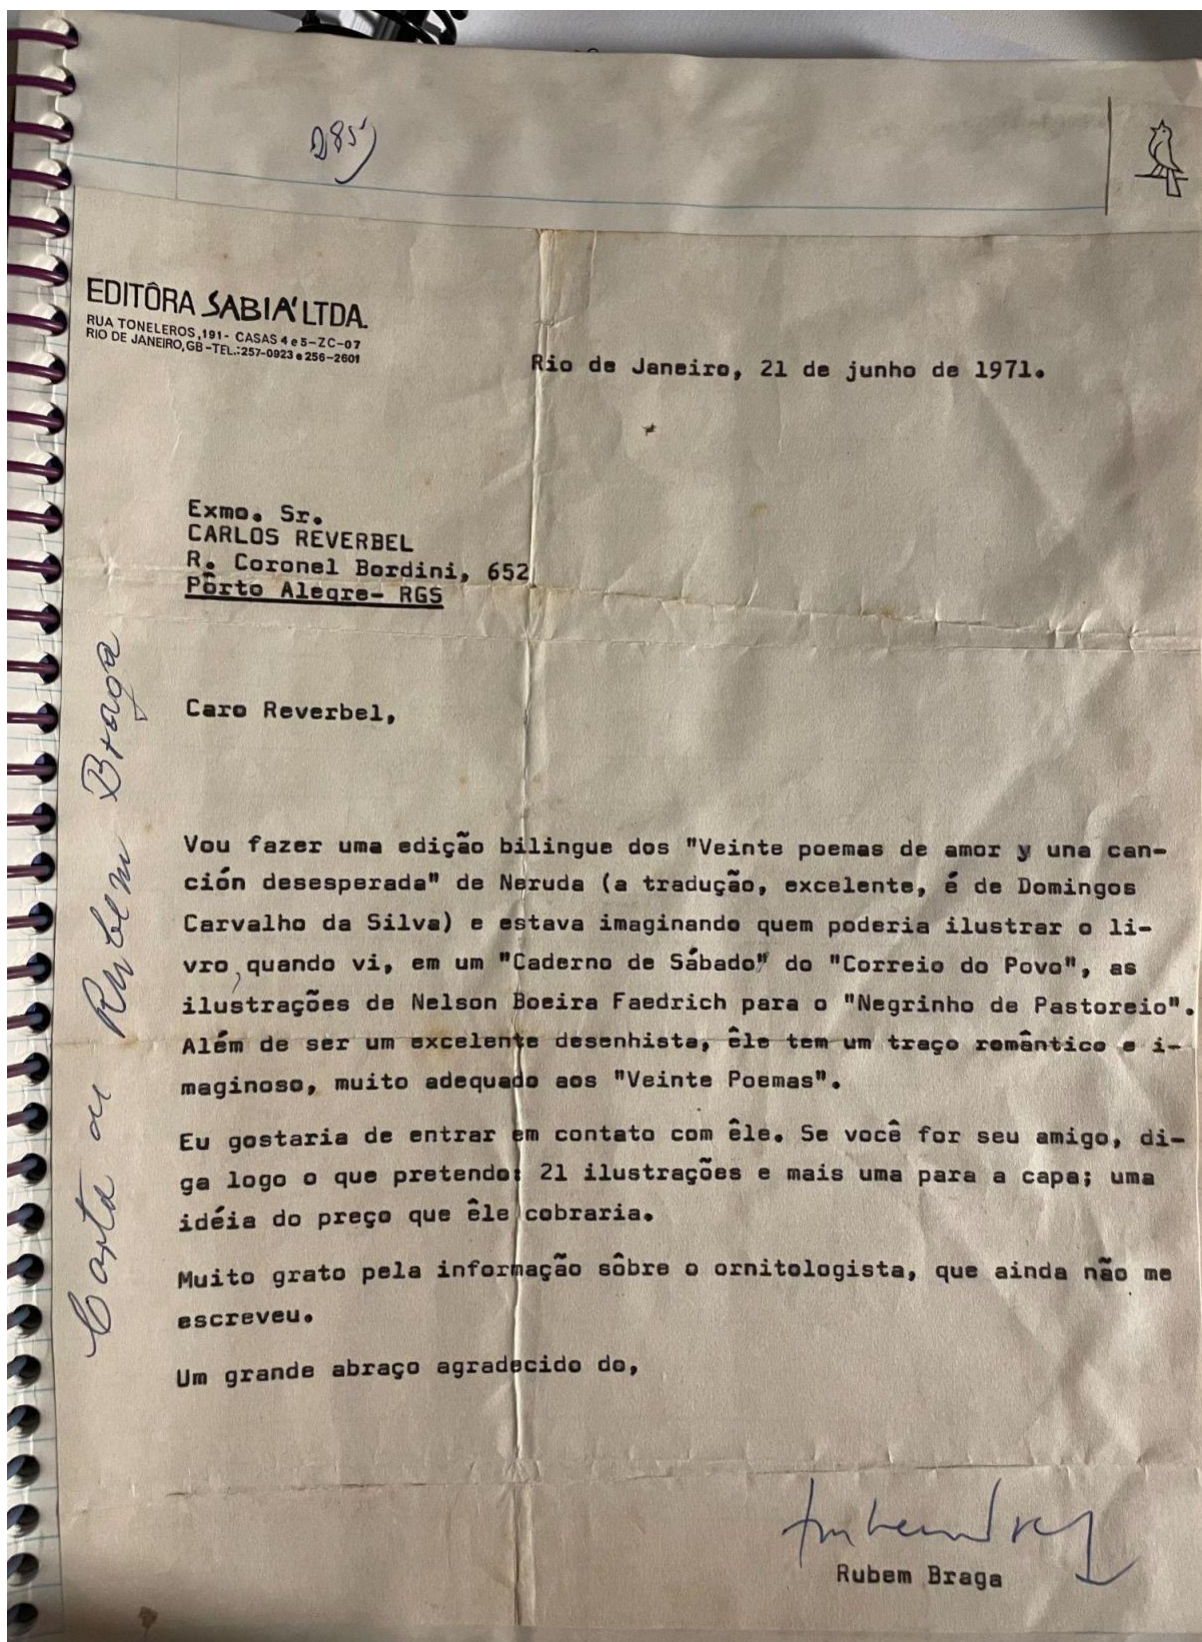 D85)
EDITÔRA SABIÁ LTDA.
RUA TONELEROS, 191 - CASAS 4 e 5 - ZC - 07
RIO DE JANEIRO, GB - TEL.: 257-0923 e 256-2601
Rio de Janeiro, 21 de junho de 1971.
Exmo. Sr.
CARLOS REVERBEL
R. Coronel Bordini, 652
Pôrto Alegre- RGS
Caro Reverbel,
Vou fazer uma edição bilingue dos "Veinte poemas de amor y una can-
ción desesperada" de Neruda (a tradução, excelente, é de Domingos
Carvalho da Silva) e estava imaginando quem poderia ilustrar o li-
vro, quando vi, em um "Caderno de Sábado" do "Correio do Povo", as
ilustrações de Nelson Boeira Faedrich para o "Negrinho de Pastoreio".
Além de ser um excelente desenhista, êle tem um traço romântico e i-
maginoso, muito adequado aos "Veinte Poemas".
Eu gostaria de entrar em contato com êle. Se você for seu amigo, di-
ga logo o que pretendo: 21 ilustrações e mais uma para a capa; uma
idéia do preço que êle cobraria.
Muito grato pela informação sôbre o ornitologista, que ainda não me
escreveu.
Um grande abraço agradecido do,
Rubem Braga
Carta de Rubem Braga